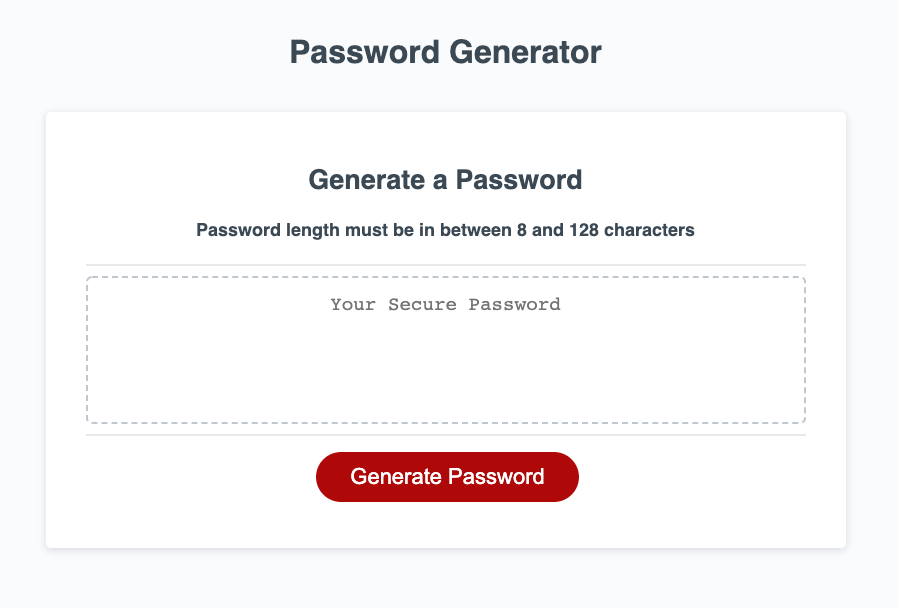 Password Generator
Generate a Password
Password length must be in between 8 and 128 characters
Your Secure Password
Generate Password